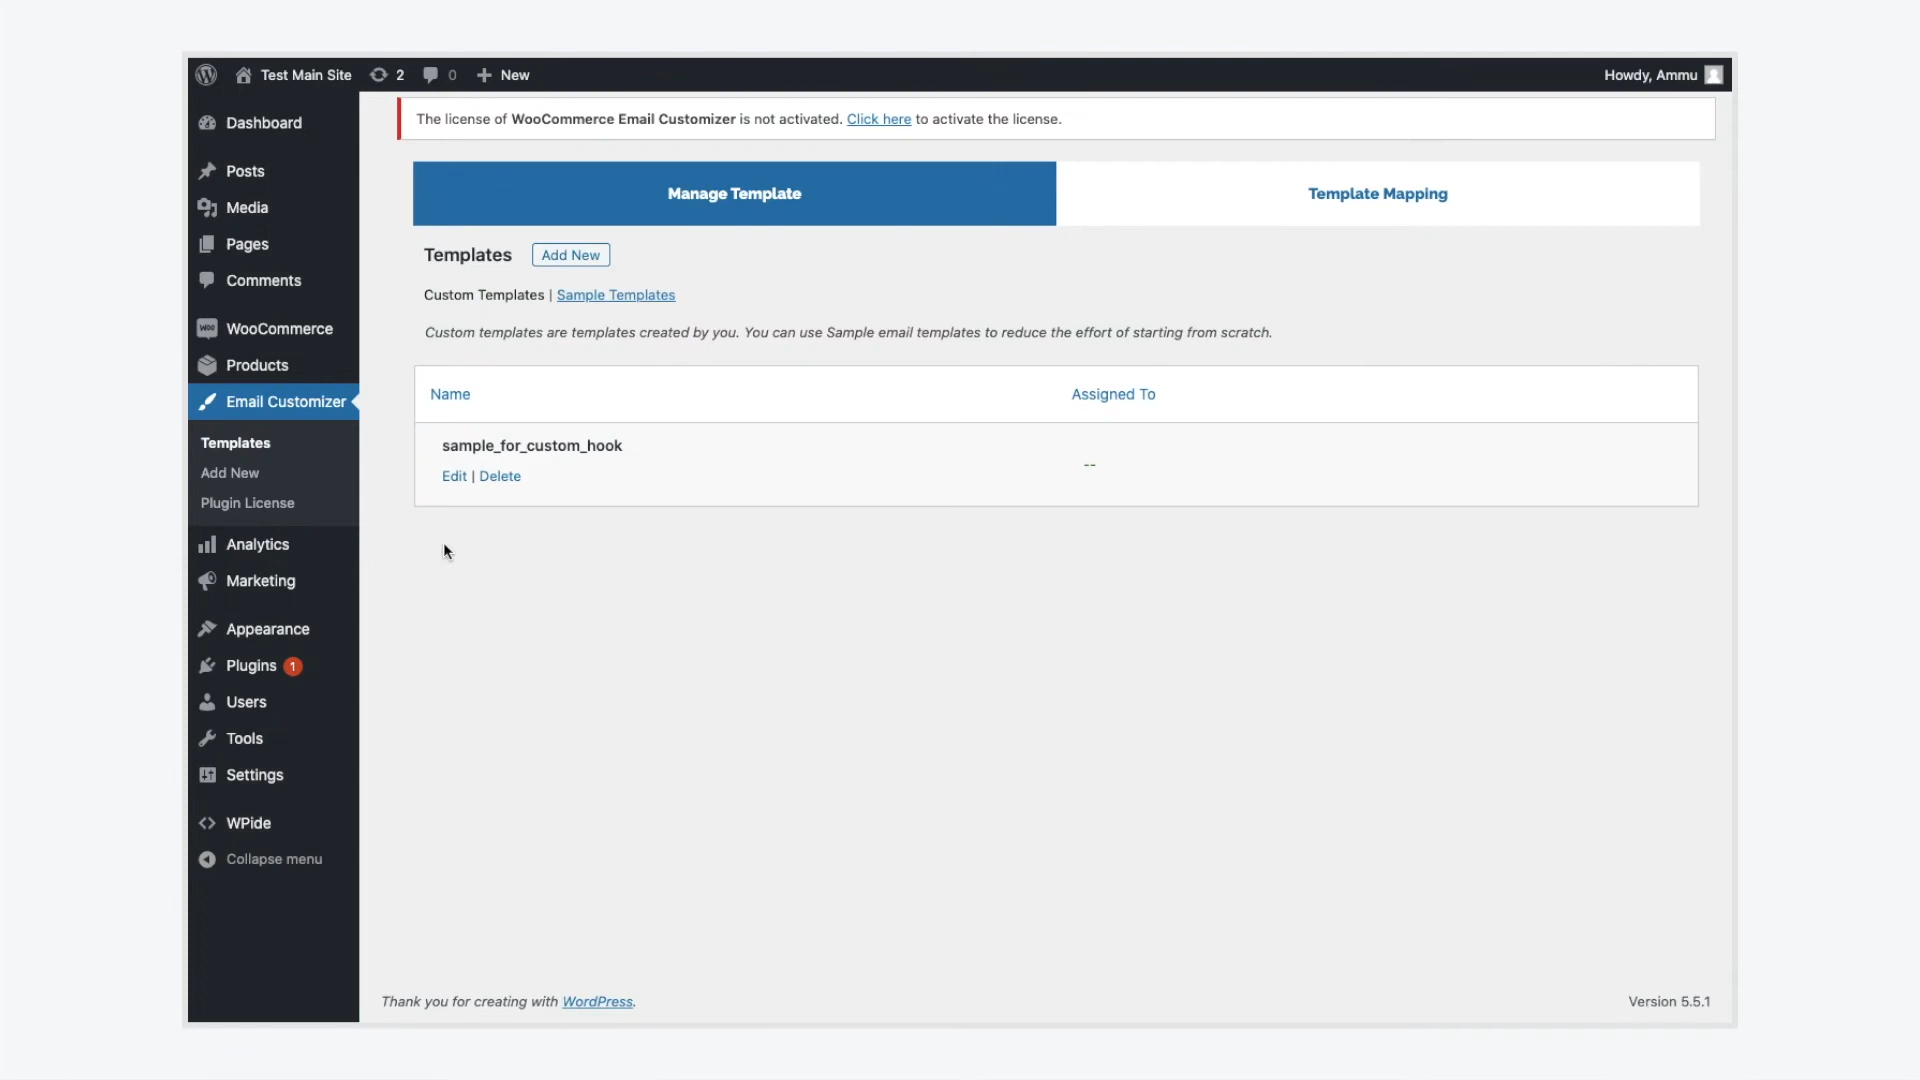 Test Main Site 2 0 New Howdy, Ammu
Dashboard
Posts
Media
Pages
Comments
WOO WooCommerce
Products
Email Customizer
Templates
Add New
Plugin License
Analytics
Marketing
Appearance
Plugins 1
Users
Tools
Settings
WPide
Collapse menu
The license of WooCommerce Email Customizer is not activated. Click here to activate the license.
Manage Template Template Mapping
Templates Add New
Custom Templates | Sample Templates
Custom templates are templates created by you. You can use Sample email templates to reduce the effort of starting from scratch.
Name Assigned To
sample_for_custom_hook
--
Edit | Delete
Thank you for creating with WordPress. Version 5.5.1